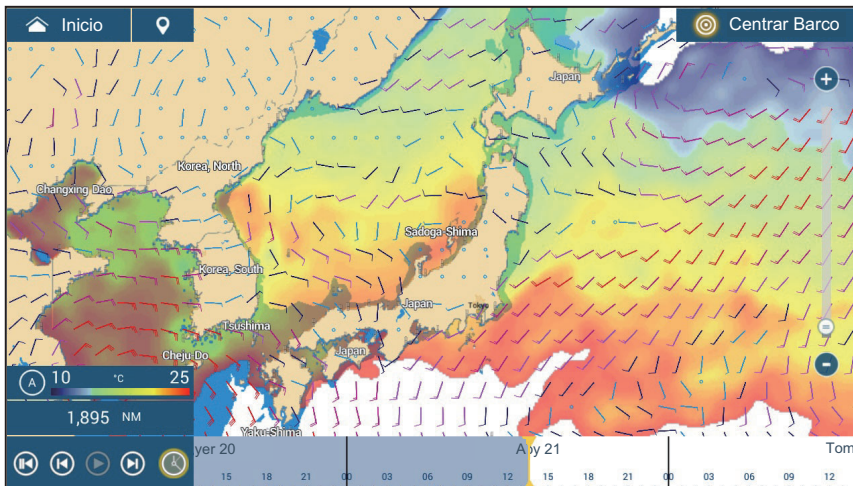 Inicio
Centrar Barco
Japan
Korea, North
Changxing Dao
Sadoga-Shima
Korea, South
Japan
Tokyo
Tsushima
Japan
Cheju-Do
A 10 °C 25
1,895 NM
Yaku-Shima
yer 20 21 Tom
15 18 21 00 03 06 09 12 15 18 21 00 03 06 09 12